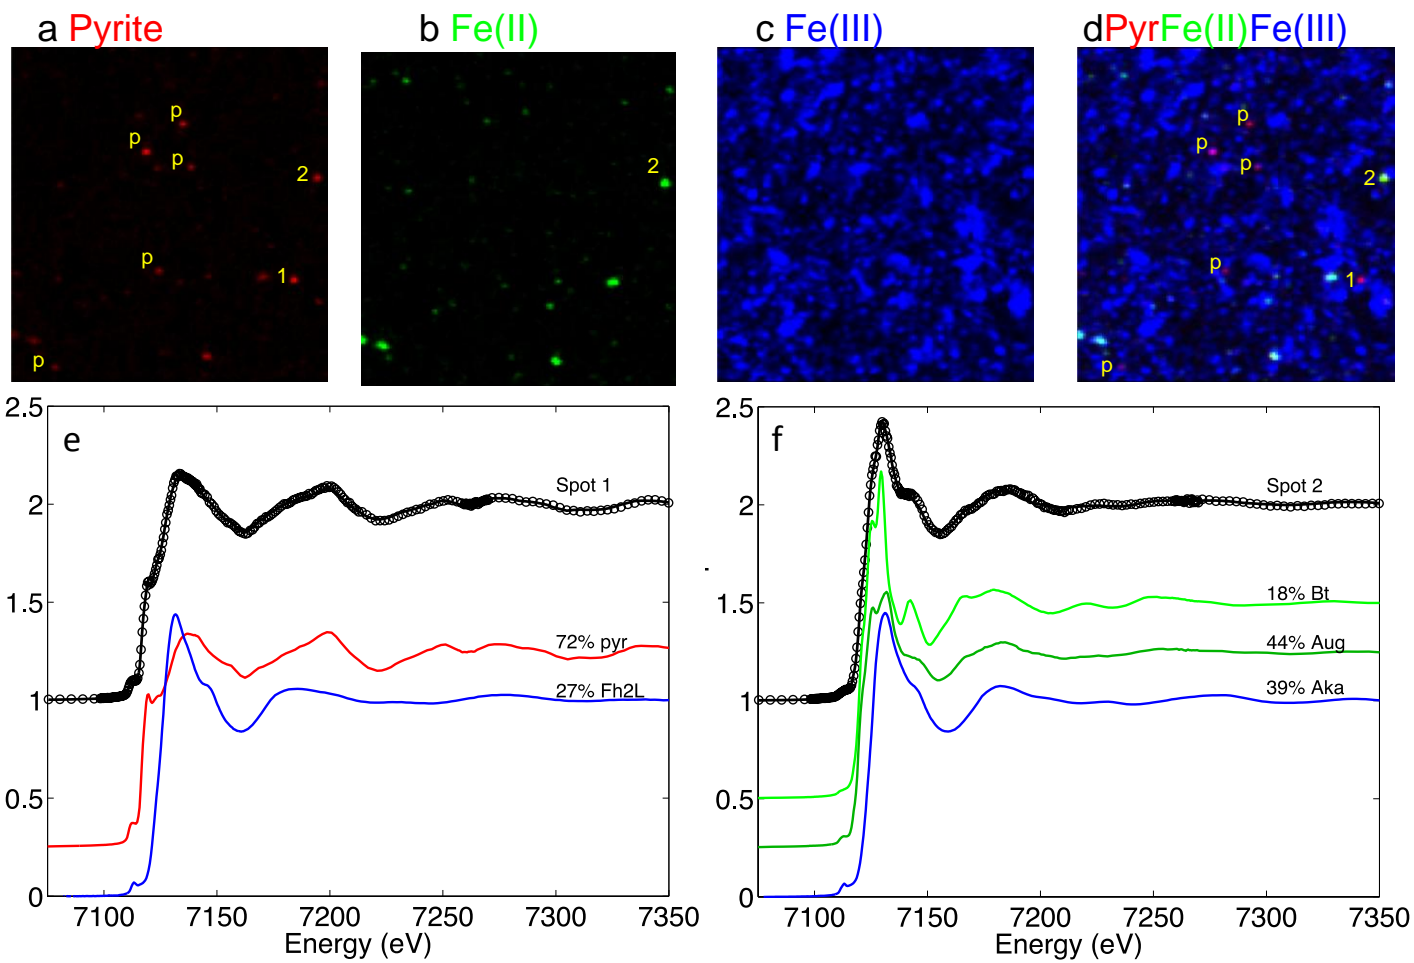 a Pyrite
b Fe(II)
c Fe(III)
dPyrFe(II)Fe(III)
p
p
p
2
p
1
p
2
p
p
p
2
p
1
p
e
2.5
2
1.5
1
0.5
0
Spot 1
72% pyr
27% Fh2L
7100
7150
7200
7250
7300
7350
Energy (eV)
f
2.5
2
1.5
1
0.5
0
Spot 2
18% Bt
44% Aug
39% Aka
7100
7150
7200
7250
7300
7350
Energy (eV)